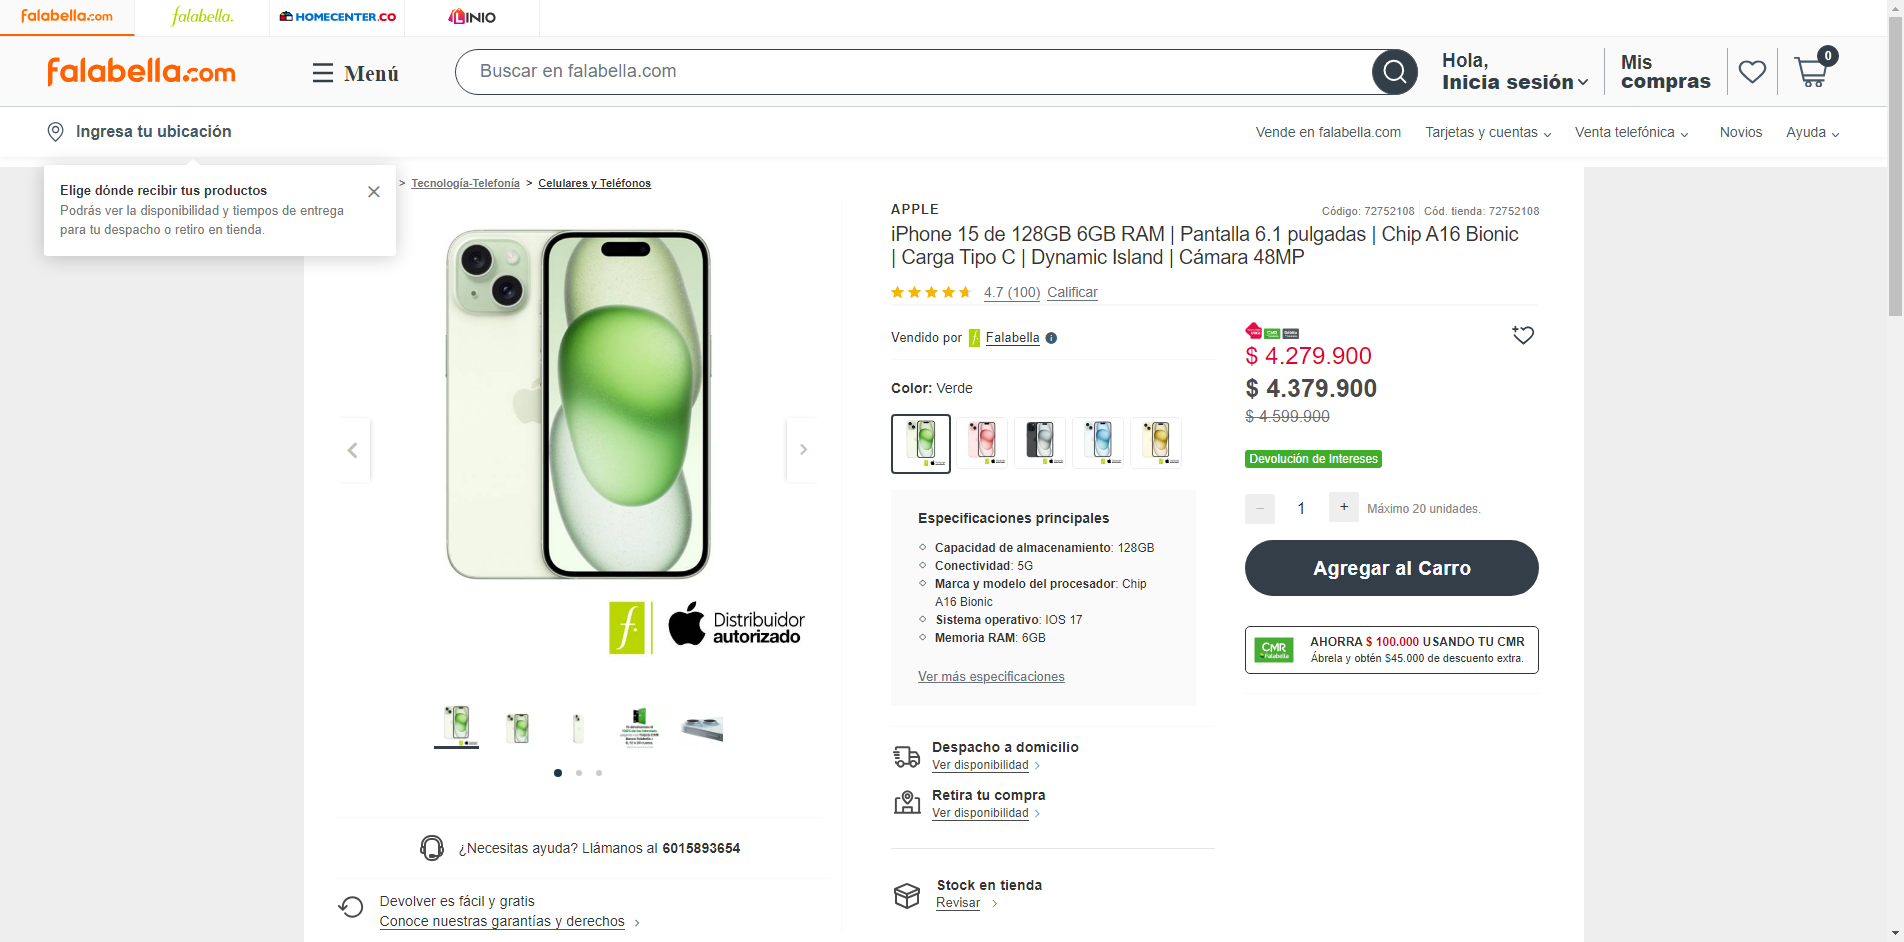 falabella.com
falabella.
HOMECENTER.CO
LINIO
falabella.com
Menú
Buscar en falabella.com
Hola,
Inicia sesión
Mis
compras
0
Ingresa tu ubicación
Vende en falabella.com
Tarjetas y cuentas
Venta telefónica
Novios
Ayuda
Elige dónde recibir tus productos
Podrás ver la disponibilidad y tiempos de entrega
para tu despacho o retiro en tienda.
> Tecnología-Telefonía > Celulares y Teléfonos
f.
Distribuidor
autorizado
¿Necesitas ayuda? Llámanos al 6015893654
Devolver es fácil y gratis
Conoce nuestras garantías y derechos
APPLE
Código: 72752108
Cód. tienda: 72752108
iPhone 15 de 128GB 6GB RAM | Pantalla 6.1 pulgadas | Chip A16 Bionic
| Carga Tipo C | Dynamic Island | Cámara 48MP
4.7 (100) Calificar
Vendido por f Falabella i
Color: Verde
Especificaciones principales
Capacidad de almacenamiento: 128GB
Conectividad: 5G
Marca y modelo del procesador: Chip
A16 Bionic
Sistema operativo: IOS 17
Memoria RAM: 6GB
Ver más especificaciones
Despacho a domicilio
Ver disponibilidad
Retira tu compra
Ver disponibilidad
Stock en tienda
Revisar
CMR
$ 4.279.900
$ 4.379.900
$ 4.599.900
Devolución de Intereses
− 1 + Máximo 20 unidades.
Agregar al Carro
CMR
Falabella
AHORRA $ 100.000 USANDO TU CMR
Ábrela y obtén $45.000 de descuento extra.